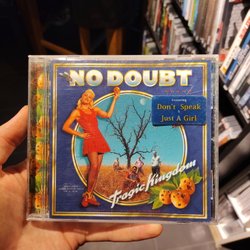 NO DOUBT
Featuring
Don't Speak
Just A Girl
Tragic Kingdom